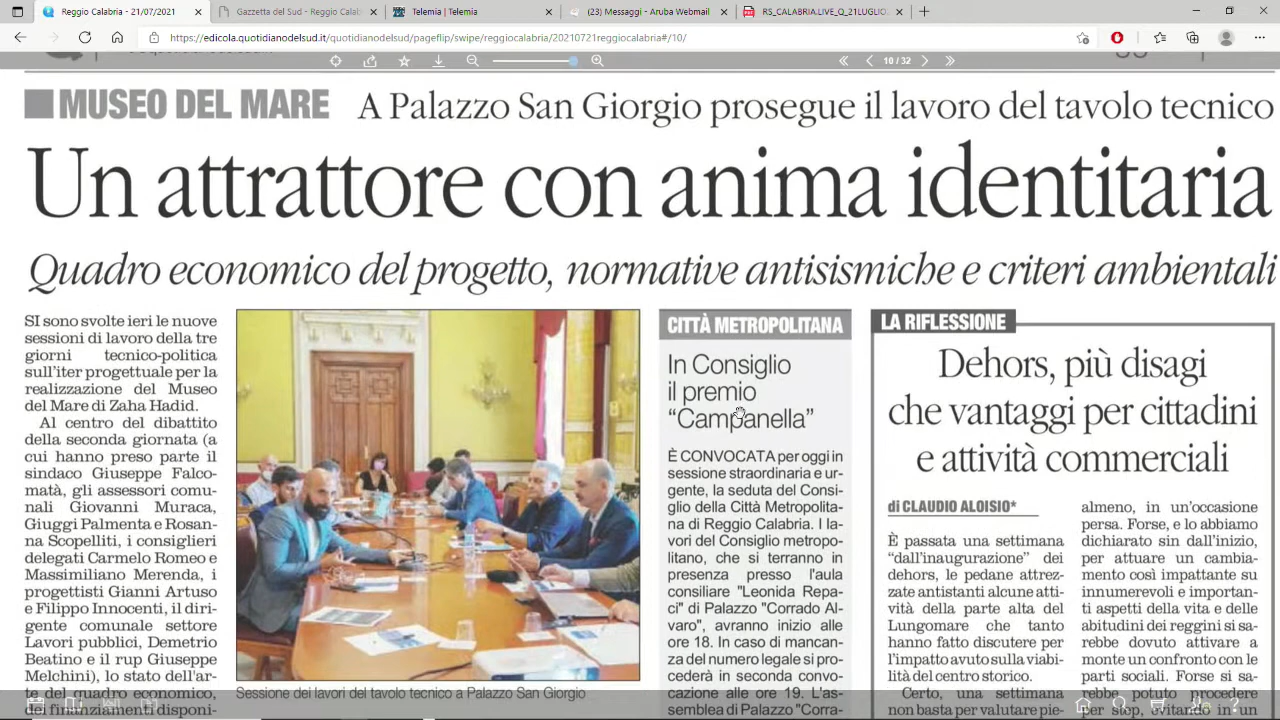 Reggio Calabria - 21/07/2021
Gazzetta del Sud - Reggio Calab
Telemia | Telemia
(23) Messaggi - Aruba Webmail
RS_CALABRIA.LIVE_Q_21LUGLIO.
https://edicola.quotidianodelsud.it/quotidianodelsud/pageflip/swipe/reggiocalabria/20210721reggiocalabria#/10/
10 / 32
MUSEO DEL MARE A Palazzo San Giorgio prosegue il lavoro del tavolo tecnico
Un attrattore con anima identitaria
Quadro economico del progetto, normative antisismiche e criteri ambientali
SI sono svolte ieri le nuove
sessioni di lavoro della tre
giorni tecnico-politica
sull'iter progettuale per la
realizzazione del Museo
del Mare di Zaha Hadid.
Al centro del dibattito
della seconda giornata (a
cui hanno preso parte il
sindaco Giuseppe Falco-
matà, gli assessori comu-
nali Giovanni Muraca,
Giuggi Palmenta e Rosan-
na Scopelliti, i consiglieri
delegati Carmelo Romeo e
Massimiliano Merenda, i
progettisti Gianni Artuso
e Filippo Innocenti, il diri-
gente comunale settore
Lavori pubblici, Demetrio
Beatino e il rup Giuseppe
Melchini), lo stato dell'ar-
te del quadro economico,
dei finanziamenti disponi-
Sessione dei lavori del tavolo tecnico a Palazzo San Giorgio
CITTÀ METROPOLITANA
In Consiglio
il premio
“Campanella”
È CONVOCATA per oggi in
sessione straordinaria e ur-
gente, la seduta del Consi-
glio della Città Metropolita-
na di Reggio Calabria. I la-
vori del Consiglio metropo-
litano, che si terranno in
presenza presso l'aula
consiliare "Leonida Repa-
ci" di Palazzo "Corrado Al-
varo", avranno inizio alle
ore 18. In caso di mancan-
za del numero legale si pro-
cederà in seconda convo-
cazione alle ore 19. L'as-
semblea di Palazzo "Corra-
LA RIFLESSIONE
Dehors, più disagi
che vantaggi per cittadini
e attività commerciali
di CLAUDIO ALOISIO*
È passata una settimana
“dall'inaugurazione” dei
dehors, le pedane attrez-
zate antistanti alcune atti-
vità della parte alta del
Lungomare che tanto
hanno fatto discutere per
l'impatto avuto sulla viabi-
lità del centro storico.
Certo, una settimana
non basta per valutare pie-
almeno, in un'occasione
persa. Forse, e lo abbiamo
dichiarato sin dall'inizio,
per attuare un cambia-
mento così impattante su
innumerevoli e importan-
ti aspetti della vita e delle
abitudini dei reggini si sa-
rebbe dovuto attivare a
monte un confronto con le
parti sociali. Forse si sa-
rebbe potuto procedere
per step, evitando in un